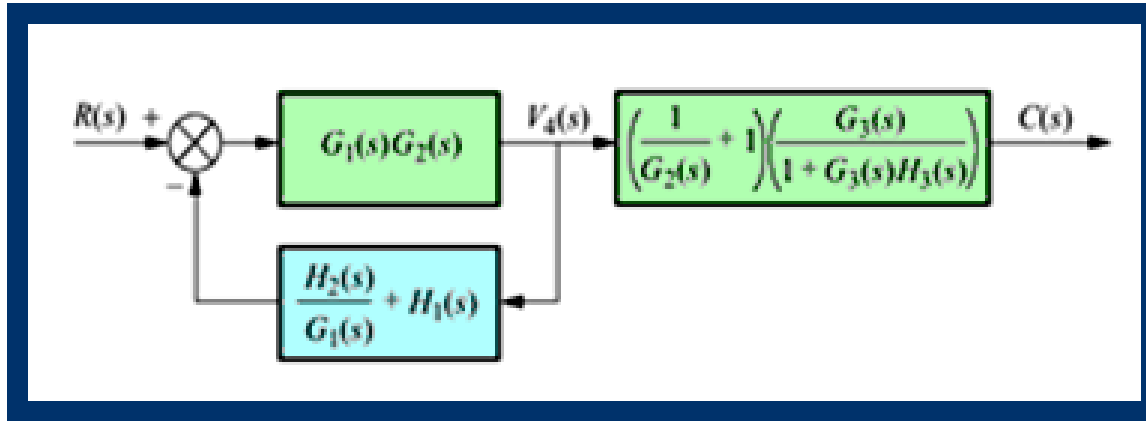 R(s) +
−
G₁(s)G₂(s)
V₄(s)
(1/G₂(s) + 1)(G₃(s)/1 + G₃(s)H₃(s))
C(s)
H₂(s)/G₁(s) + H₁(s)